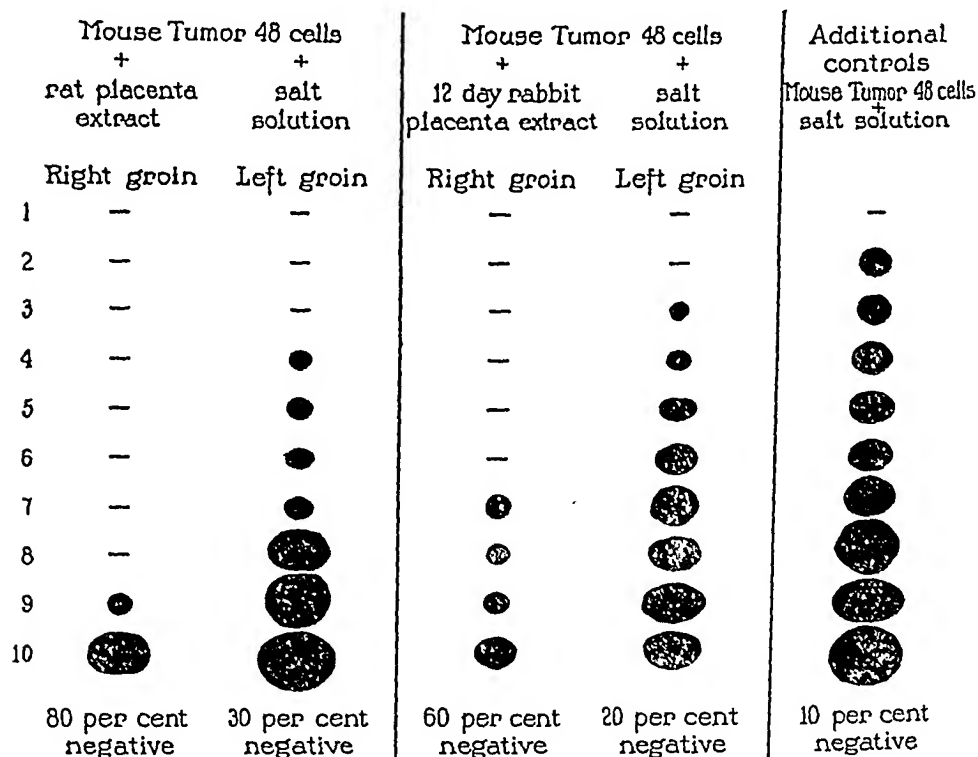 Mouse Tumor 48 cells
+ +
rat placenta extract
salt solution
Right groin Left groin
Mouse Tumor 48 cells
+ +
12 day rabbit placenta extract
salt solution
Right groin Left groin
Additional
controls
Mouse Tumor 48 cells
+
salt solution
1 — — — — —
2 — — — —
3 — — —
4 — —
5 — —
6 — —
7 —
8 —
9
10
80 per cent
negative
30 per cent
negative
60 per cent
negative
20 per cent
negative
10 per cent
negative